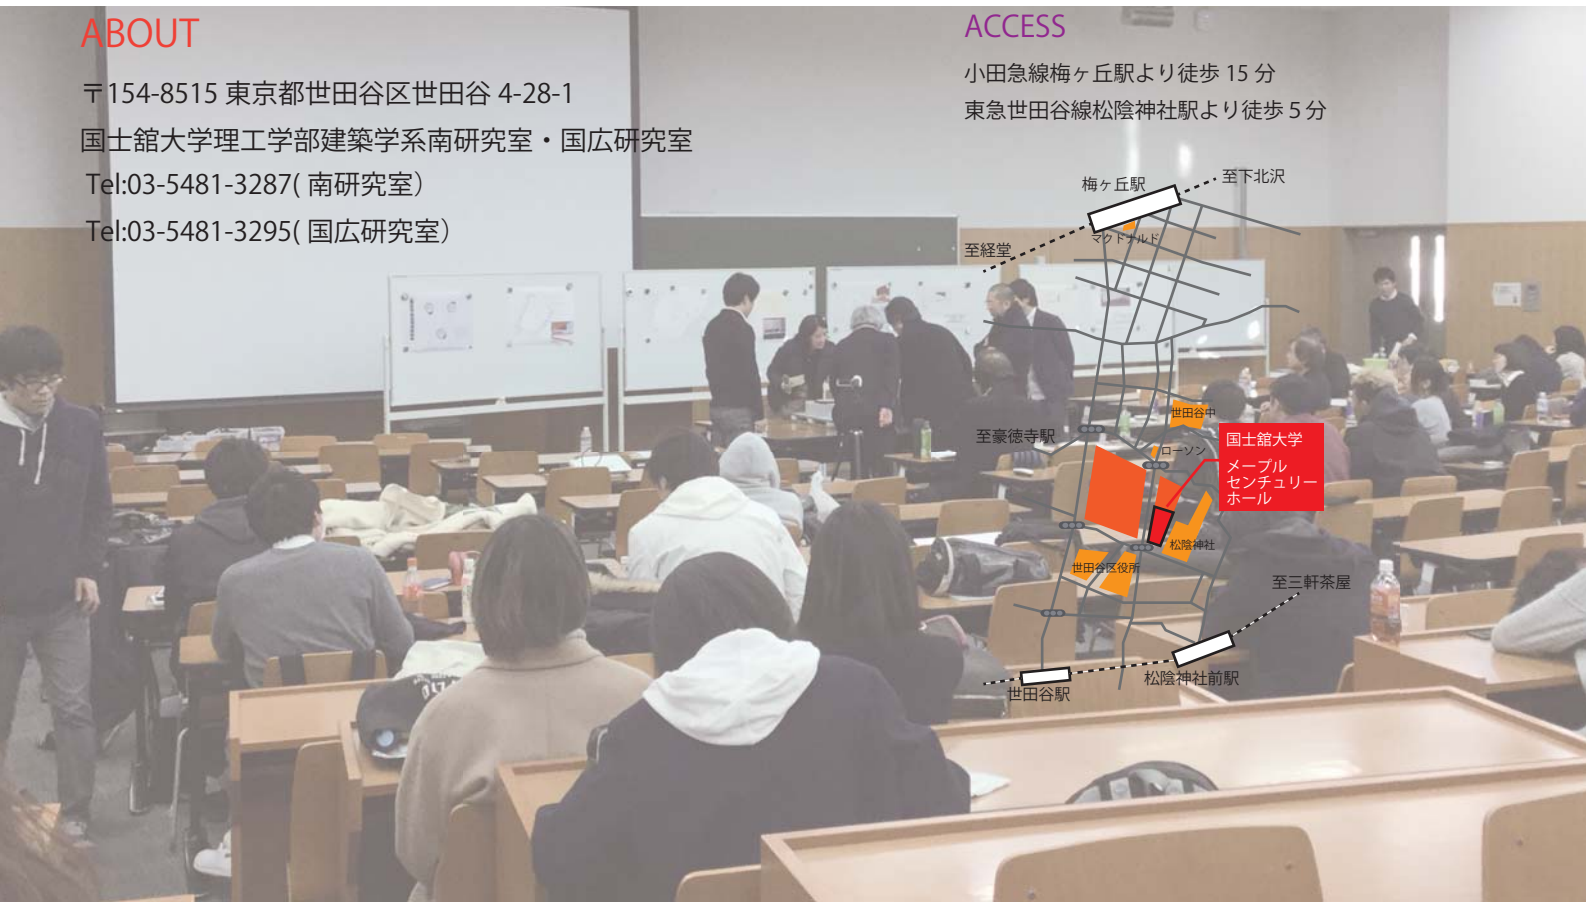 ABOUT
〒154-8515 東京都世田谷区世田谷 4-28-1
国士舘大学理工学部建築学系南研究室・国広研究室
Tel:03-5481-3287( 南研究室）
Tel:03-5481-3295( 国広研究室）
ACCESS
小田急線梅ヶ丘駅より徒歩 15 分
東急世田谷線松陰神社駅より徒歩 5 分
梅ヶ丘駅
至下北沢
マクドナルド
至経堂
世田谷中
至豪徳寺駅
ローソン
国士舘大学
メープル
センチュリー
ホール
松陰神社
世田谷区役所
至三軒茶屋
松陰神社前駅
世田谷駅